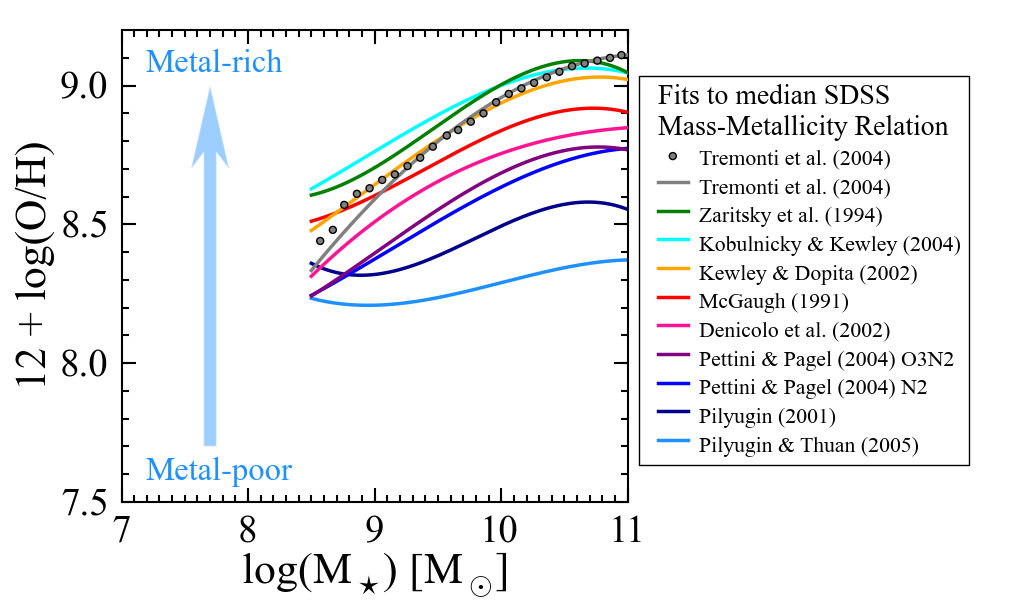 Metal-rich
Metal-poor
12 + log(O/H)
9.0
8.5
8.0
7.5
7
8
9
10
11
log(M⋆) [M⊙]
Fits to median SDSS
Mass-Metallicity Relation
Tremonti et al. (2004)
Tremonti et al. (2004)
Zaritsky et al. (1994)
Kobulnicky & Kewley (2004)
Kewley & Dopita (2002)
McGaugh (1991)
Denicolo et al. (2002)
Pettini & Pagel (2004) O3N2
Pettini & Pagel (2004) N2
Pilyugin (2001)
Pilyugin & Thuan (2005)